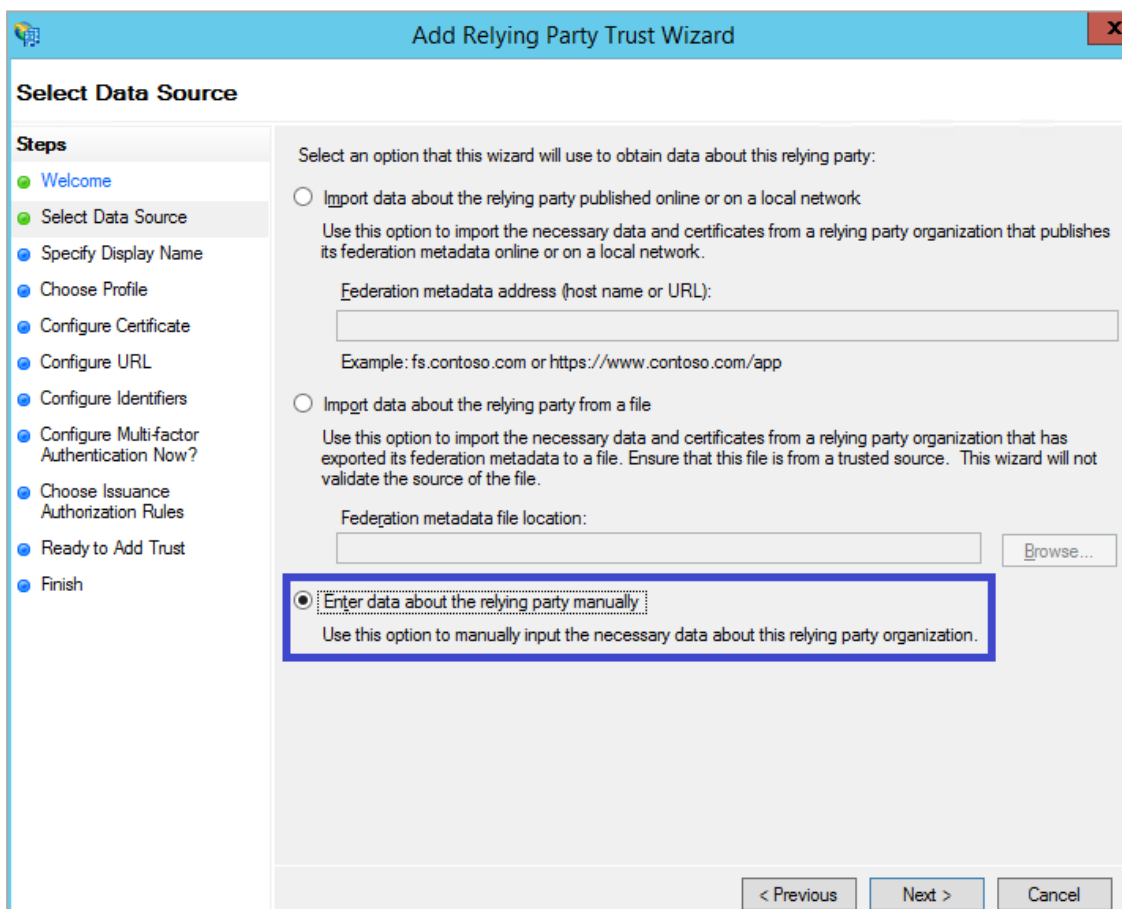 Add Relying Party Trust Wizard
x
Select Data Source
Steps
Welcome
Select Data Source
Specify Display Name
Choose Profile
Configure Certificate
Configure URL
Configure Identifiers
Configure Multi-factor
Authentication Now?
Choose Issuance
Authorization Rules
Ready to Add Trust
Finish
Select an option that this wizard will use to obtain data about this relying party:
Import data about the relying party published online or on a local network
Use this option to import the necessary data and certificates from a relying party organization that publishes
its federation metadata online or on a local network.
Federation metadata address (host name or URL):
Example: fs.contoso.com or https://www.contoso.com/app
Import data about the relying party from a file
Use this option to import the necessary data and certificates from a relying party organization that has
exported its federation metadata to a file. Ensure that this file is from a trusted source.  This wizard will not
validate the source of the file.
Federation metadata file location:
Browse...
Enter data about the relying party manually
Use this option to manually input the necessary data about this relying party organization.
< Previous
Next >
Cancel